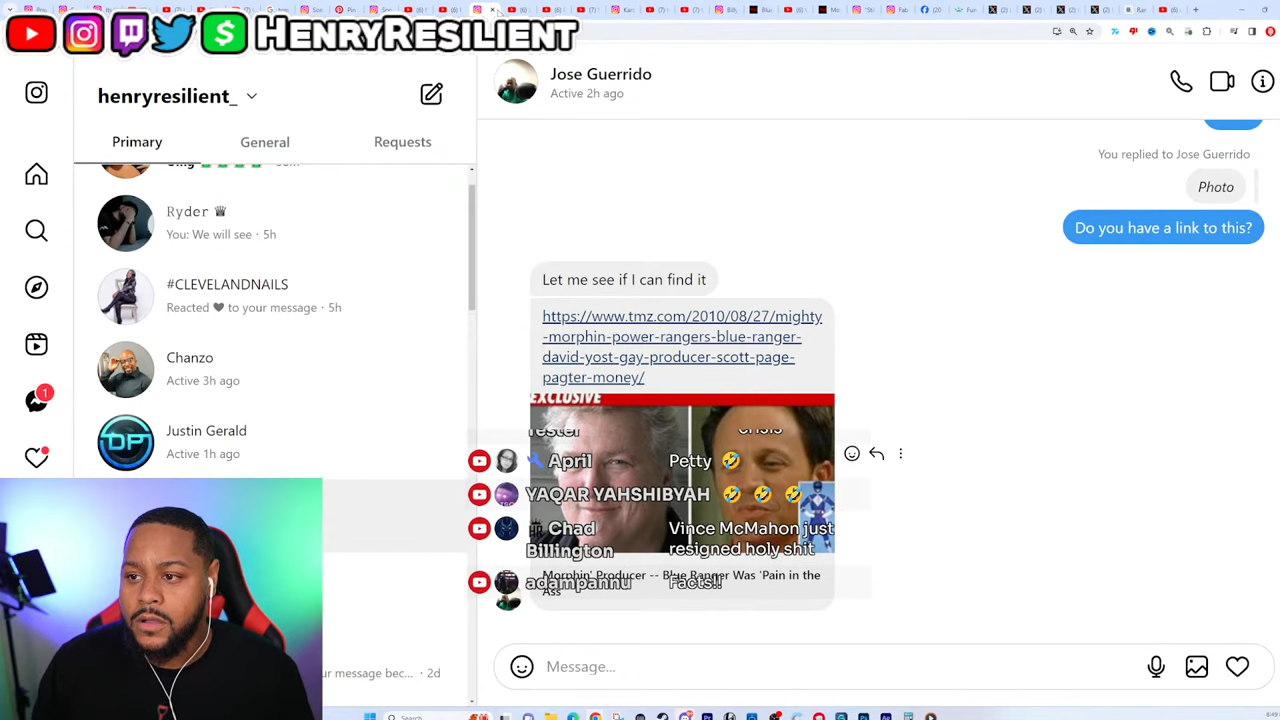 HENRYRESILIENT
henryresilient_
Primary
General
Requests
Ryder
You: We will see · 5h
#CLEVELANDNAILS
Reacted ♥ to your message · 5h
Chanzo
Active 3h ago
Justin Gerald
Active 1h ago
ur message bec... · 2d
Jose Guerrido
Active 2h ago
You replied to Jose Guerrido
Photo
Do you have a link to this?
Let me see if I can find it
https://www.tmz.com/2010/08/27/mighty
-morphin-power-rangers-blue-ranger-
david-yost-gay-producer-scott-page-
pagter-money/
EXCLUSIVE
April Petty 🤣
YAQAR YAHSHIBYAH 🤣 🤣 🤣
Chad Vince McMahon just
Billington resigned holy shit
Morphin' Producer -- Blue Ranger Was 'Pain in the
Ass
adampannu Facts!!
Message...
1
Search